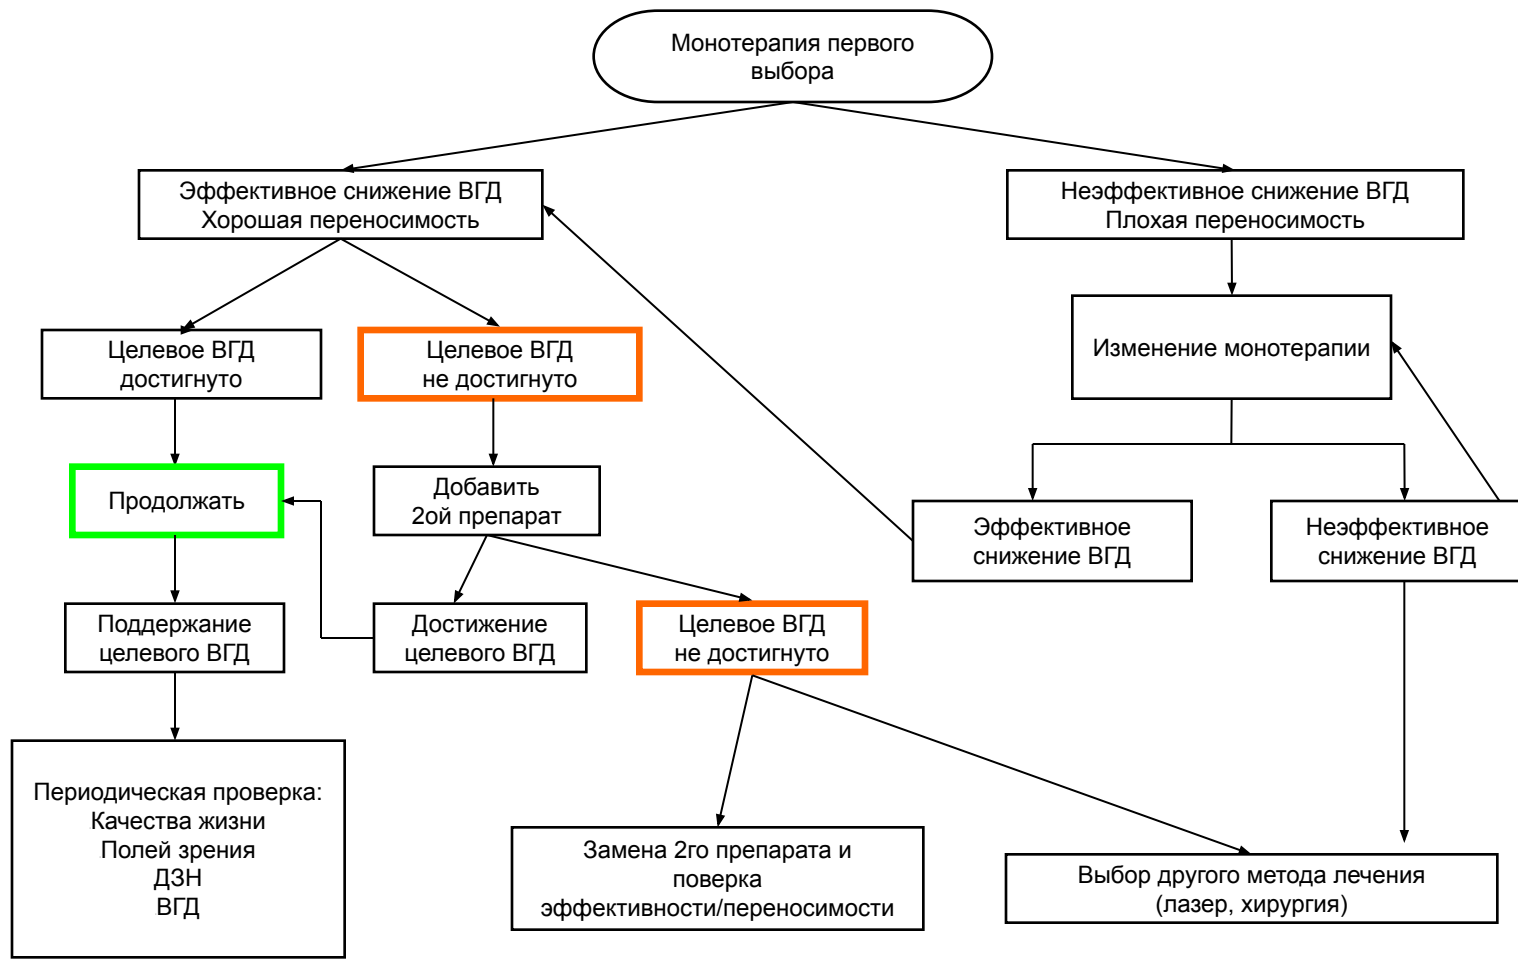 Монотерапия первого
выбора
Эффективное снижение ВГД
Хорошая переносимость
Неэффективное снижение ВГД
Плохая переносимость
Целевое ВГД
достигнуто
Целевое ВГД
не достигнуто
Изменение монотерапии
Продолжать
Добавить
2ой препарат
Эффективное
снижение ВГД
Неэффективное
снижение ВГД
Поддержание
целевого ВГД
Достижение
целевого ВГД
Целевое ВГД
не достигнуто
Периодическая проверка:
Качества жизни
Полей зрения
ДЗН
ВГД
Замена 2го препарата и
поверка
эффективности/переносимости
Выбор другого метода лечения
(лазер, хирургия)